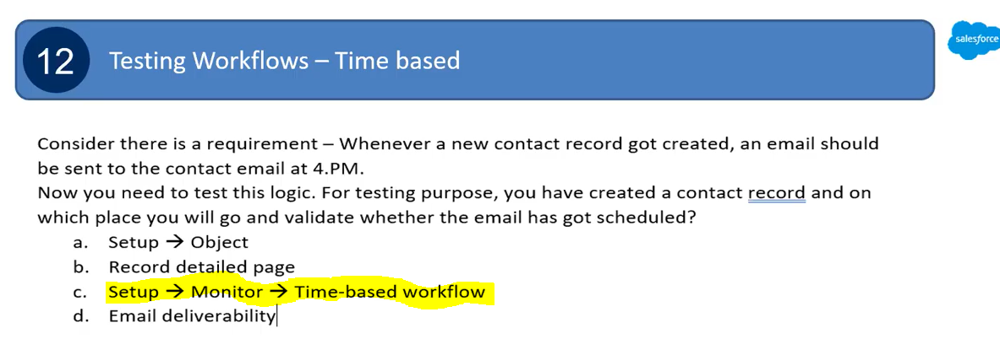 12
Testing Workflows – Time based
salesforce
Consider there is a requirement – Whenever a new contact record got created, an email should
be sent to the contact email at 4.PM.
Now you need to test this logic. For testing purpose, you have created a contact record and on
which place you will go and validate whether the email has got scheduled?
a. Setup → Object
b. Record detailed page
c. Setup → Monitor → Time-based workflow
d. Email deliverability